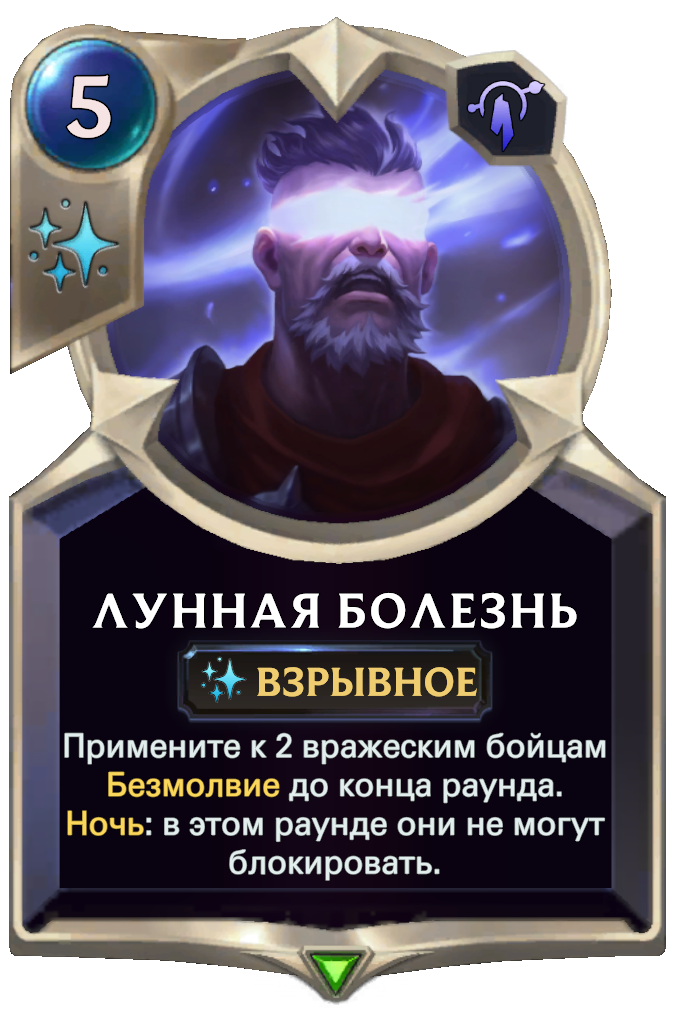 5
ЛУННАЯ БОЛЕЗНЬ
ВЗРЫВНОЕ
Примените к 2 вражеским бойцам
Безмолвие до конца раунда.
Ночь: в этом раунде они не могут
блокировать.